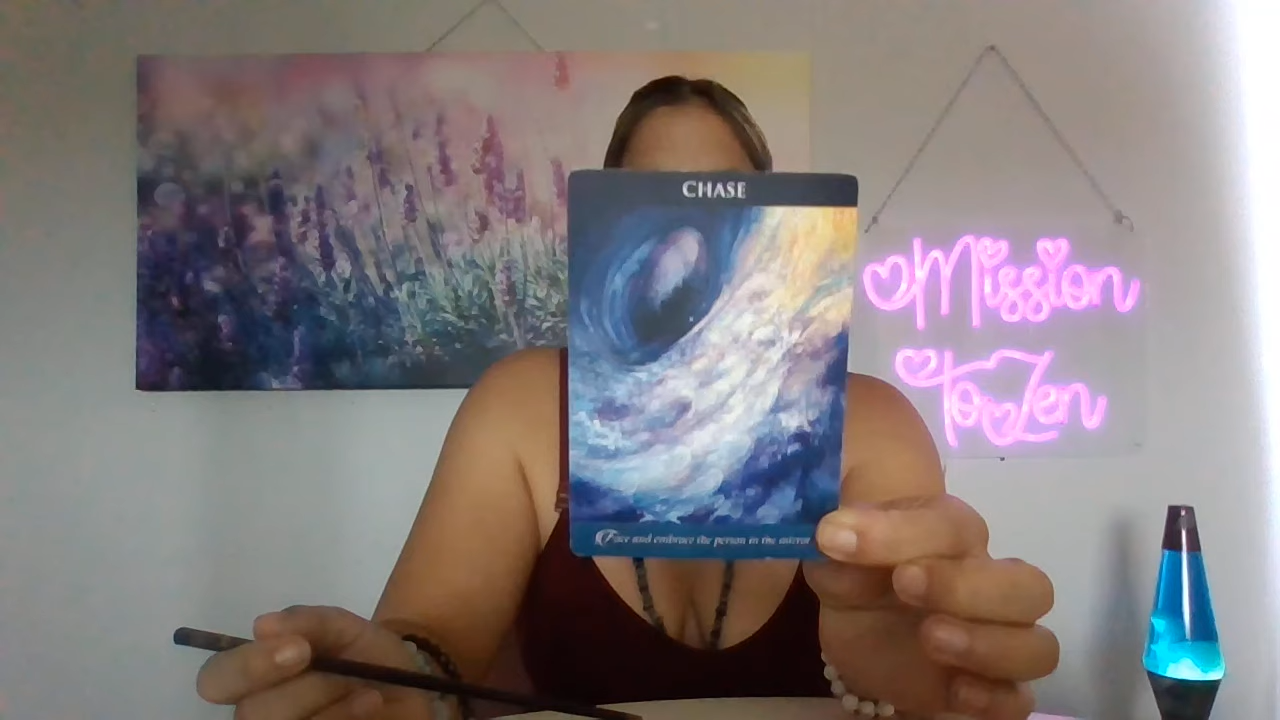 CHASE
Mission
To Zen
Face and embrace the person in the mirror